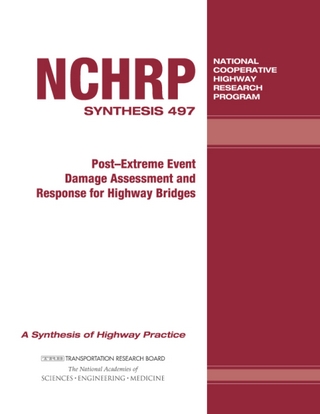 NCHRP
SYNTHESIS 497
NATIONAL
COOPERATIVE
HIGHWAY
RESEARCH
PROGRAM
Post–Extreme Event
Damage Assessment and
Response for Highway Bridges
A Synthesis of Highway Practice
TRB TRANSPORTATION RESEARCH BOARD
The National Academies of
SCIENCES • ENGINEERING • MEDICINE